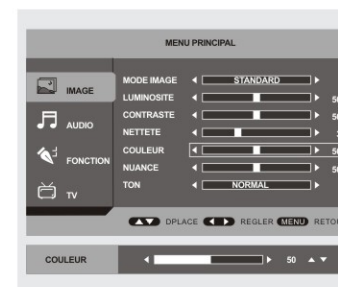 MENU PRINCIPAL
IMAGE
AUDIO
FONCTION
TV
MODE IMAGE STANDARD
LUMINOSITE
CONTRASTE
NETTETE
COULEUR
NUANCE
TON NORMAL
DPLACE REGLER MENU
COULEUR 50